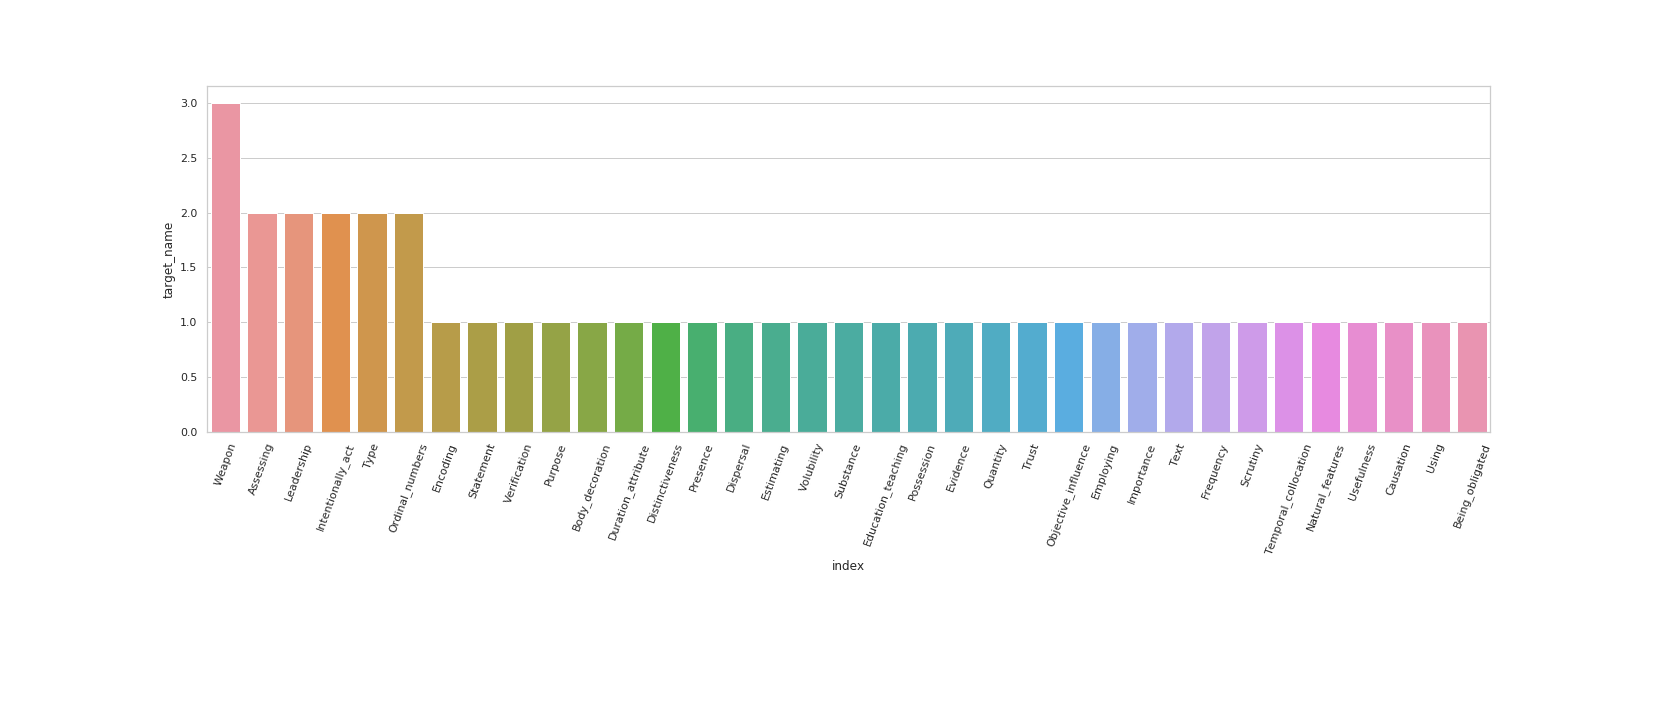 3.0
2.5
2.0
1.5
1.0
0.5
0.0
target_name
Weapon
Assessing
Leadership
Intentionally_act
Type
Ordinal_numbers
Encoding
Statement
Verification
Purpose
Body_decoration
Duration_attribute
Distinctiveness
Presence
Dispersal
Estimating
Volubility
Substance
Education_teaching
Possession
Evidence
Quantity
Trust
Objective_influence
Employing
Importance
Text
Frequency
Scrutiny
Temporal_collocation
Natural_features
Usefulness
Causation
Using
Being_obligated
index